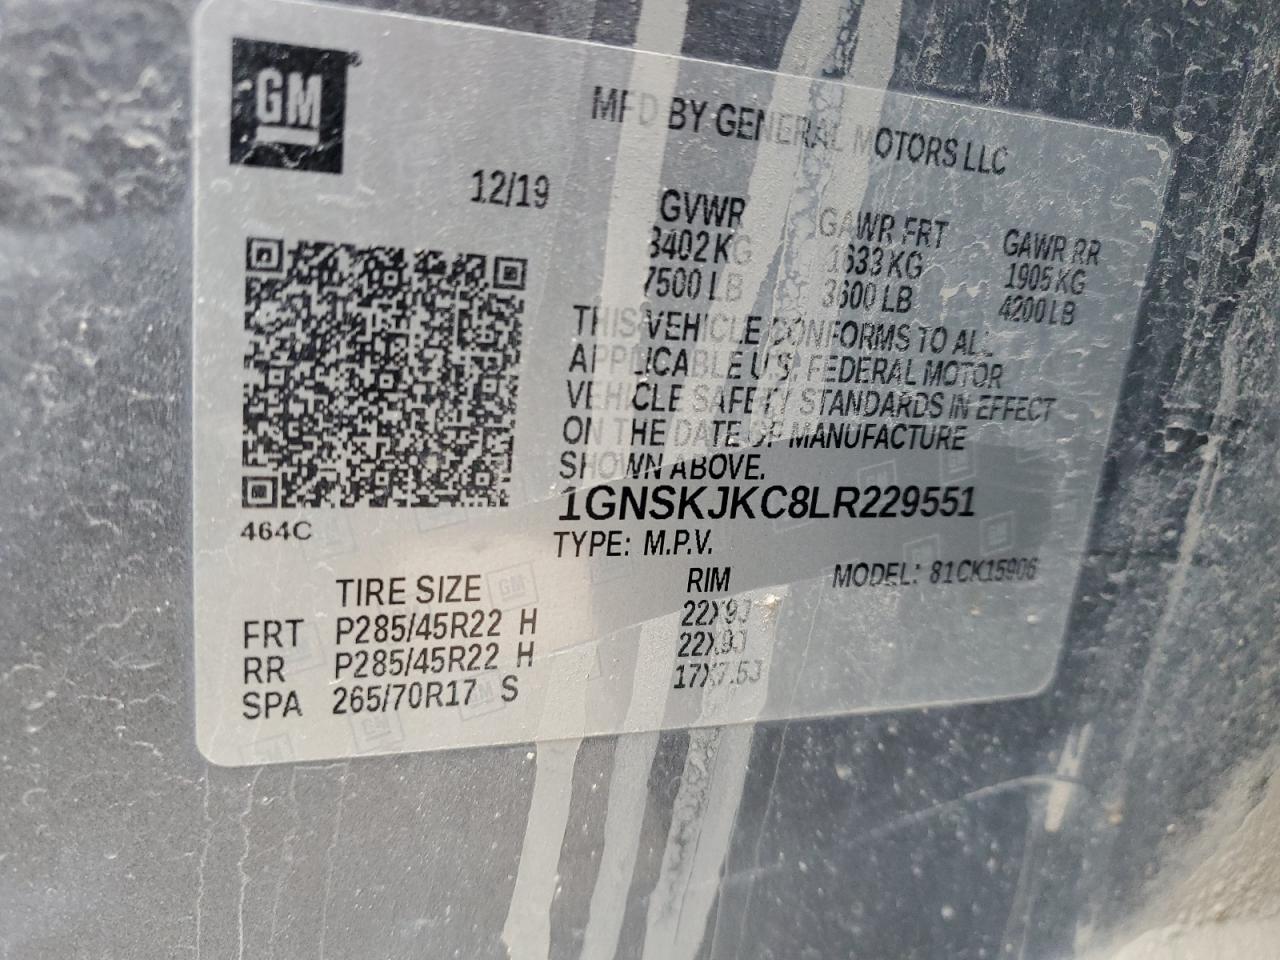 GM
MFD BY GENERAL MOTORS LLC
12/19
GVWR GAWR FRT GAWR RR
3402 KG 1633 KG 1905 KG
7500 LB 3600 LB 4200 LB
THIS VEHICLE CONFORMS TO ALL
APPLICABLE U.S. FEDERAL MOTOR
VEHICLE SAFETY STANDARDS IN EFFECT
ON THE DATE OF MANUFACTURE
SHOWN ABOVE.
1GNSKJKC8LR229551
464C
TYPE: M.P.V.
MODEL: 81CK15906
TIRE SIZE RIM
FRT P285/45R22 H 22X9J
RR P285/45R22 H 22X9J
SPA 265/70R17 S 17X7.5J